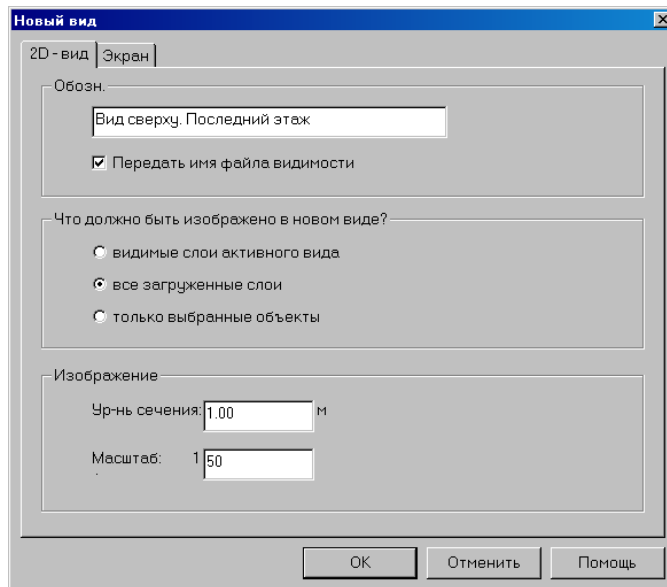 Новый вид
2D - вид Экран
Обозн.
Вид сверху. Последний этаж
Передать имя файла видимости
Что должно быть изображено в новом виде?
видимые слои активного вида
все загруженные слои
только выбранные объекты
Изображение
Ур-нь сечения: 1.00 м
Масштаб: 1 50
OK Отменить Помощь